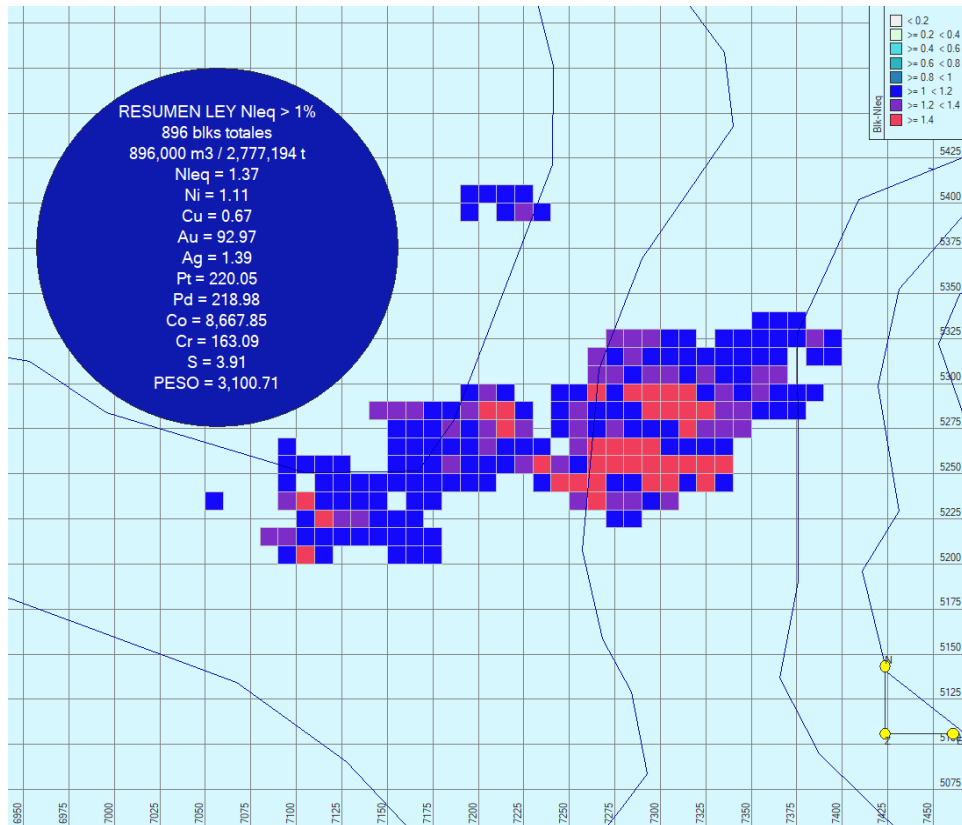 RESUMEN LEY NIeq > 1%
896 blks totales
896,000 m3 / 2,777,194 t
NIeq = 1.37
Ni = 1.11
Cu = 0.67
Au = 92.97
Ag = 1.39
Pt = 220.05
Pd = 218.98
Co = 8,667.85
Cr = 163.09
S = 3.91
PESO = 3,100.71
Blk-NIeq
< 0.2
>= 0.2 < 0.4
>= 0.4 < 0.6
>= 0.6 < 0.8
>= 0.8 < 1
>= 1 < 1.2
>= 1.2 < 1.4
>= 1.4
5425
5400
5375
5350
5325
5300
5275
5250
5225
5200
5175
5150
5125
5100
5075
N
Z
6950
6975
7000
7025
7050
7075
7100
7125
7150
7175
7200
7225
7250
7275
7300
7325
7350
7375
7400
7425
7450